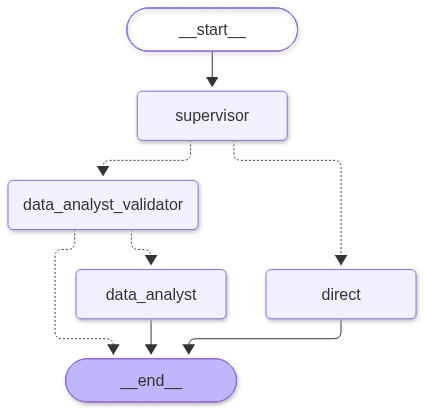 __start__
supervisor
data_analyst_validator
data_analyst
direct
__end__